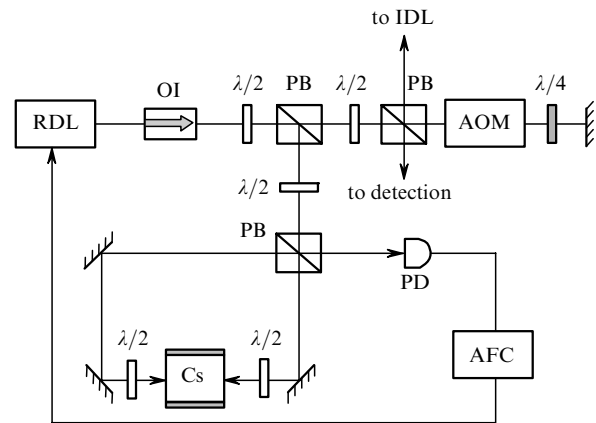 to IDL
OI
λ/2
PB
λ/2
PB
λ/4
RDL
AOM
λ/2
to detection
PB
PD
λ/2
λ/2
Cs
AFC